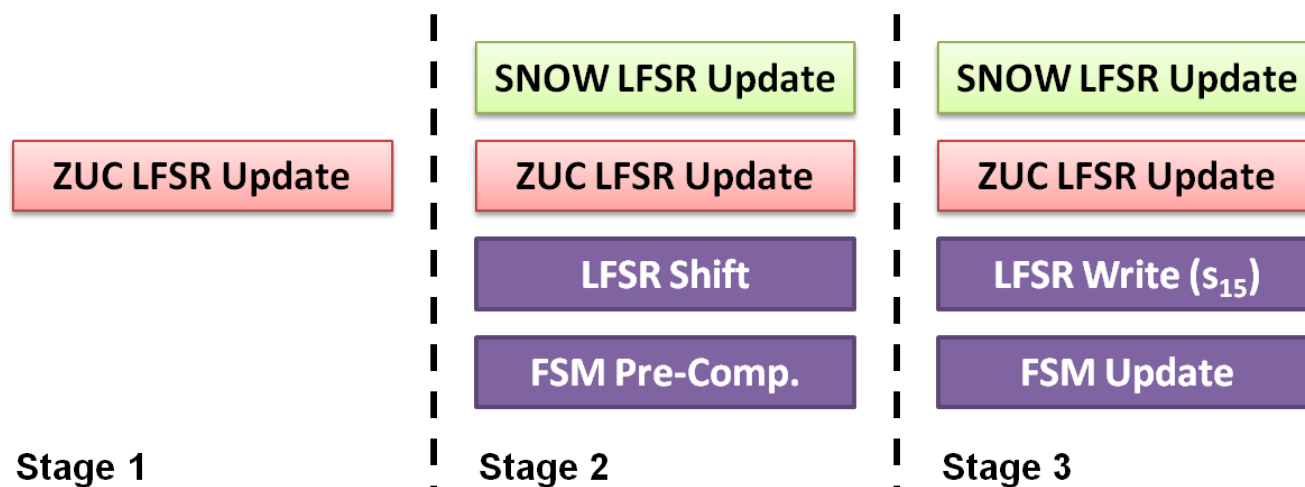 ZUC LFSR Update
Stage 1
SNOW LFSR Update
ZUC LFSR Update
LFSR Shift
FSM Pre-Comp.
Stage 2
SNOW LFSR Update
ZUC LFSR Update
LFSR Write (s₁₅)
FSM Update
Stage 3